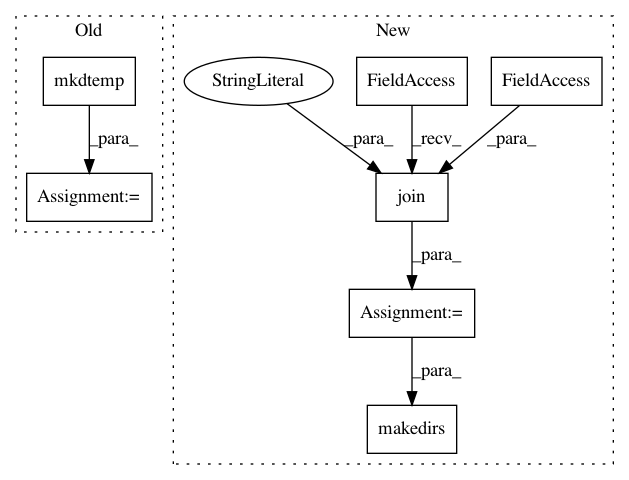 Old
New
mkdtemp
StringLiteral
FieldAccess
FieldAccess
_para_
_para_
_recv_
_para_
Assignment:=
join
_para_
Assignment:=
_para_
makedirs